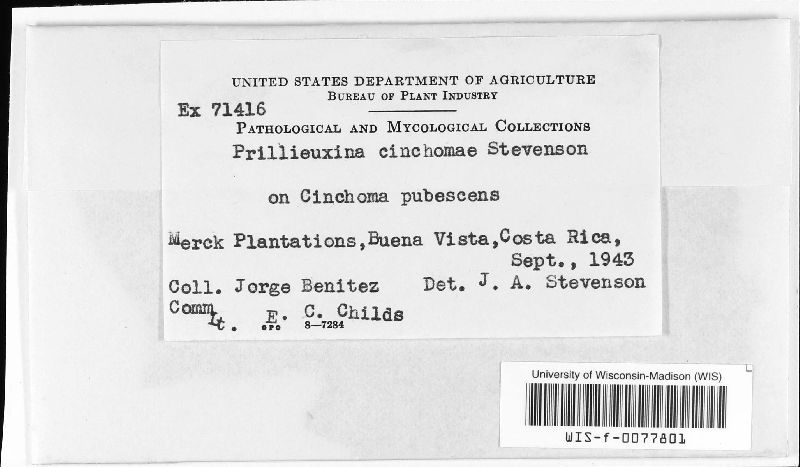 UNITED STATES DEPARTMENT OF AGRICULTURE
BUREAU OF PLANT INDUSTRY
Ex 71416
PATHOLOGICAL AND MYCOLOGICAL COLLECTIONS
Prillieuxina cinchomae Stevenson
on Cinchoma pubescens
Merck Plantations, Buena Vista, Costa Rica,
Sept., 1943
Coll. Jorge Benitez Det. J. A. Stevenson
Commt. E. C. Childs
GPO 8—7284
University of Wisconsin-Madison (WIS)
WIS-f-0077801